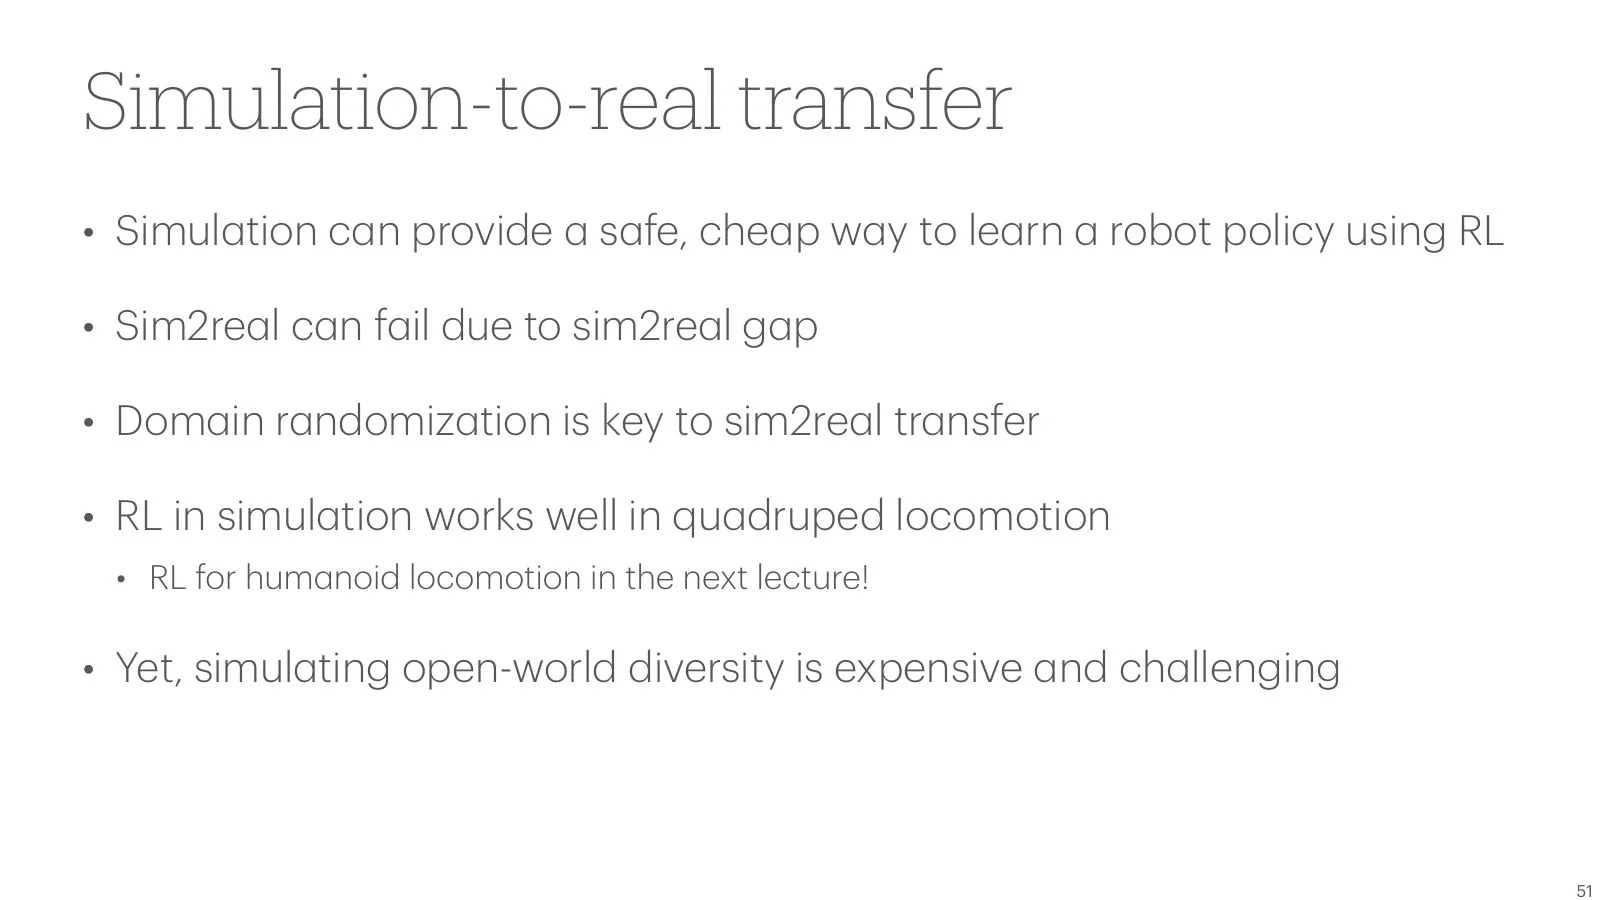 Simulation-to-real transfer
• Simulation can provide a safe, cheap way to learn a robot policy using RL
• Sim2real can fail due to sim2real gap
• Domain randomization is key to sim2real transfer
• RL in simulation works well in quadruped locomotion
• RL for humanoid locomotion in the next lecture!
• Yet, simulating open-world diversity is expensive and challenging
51